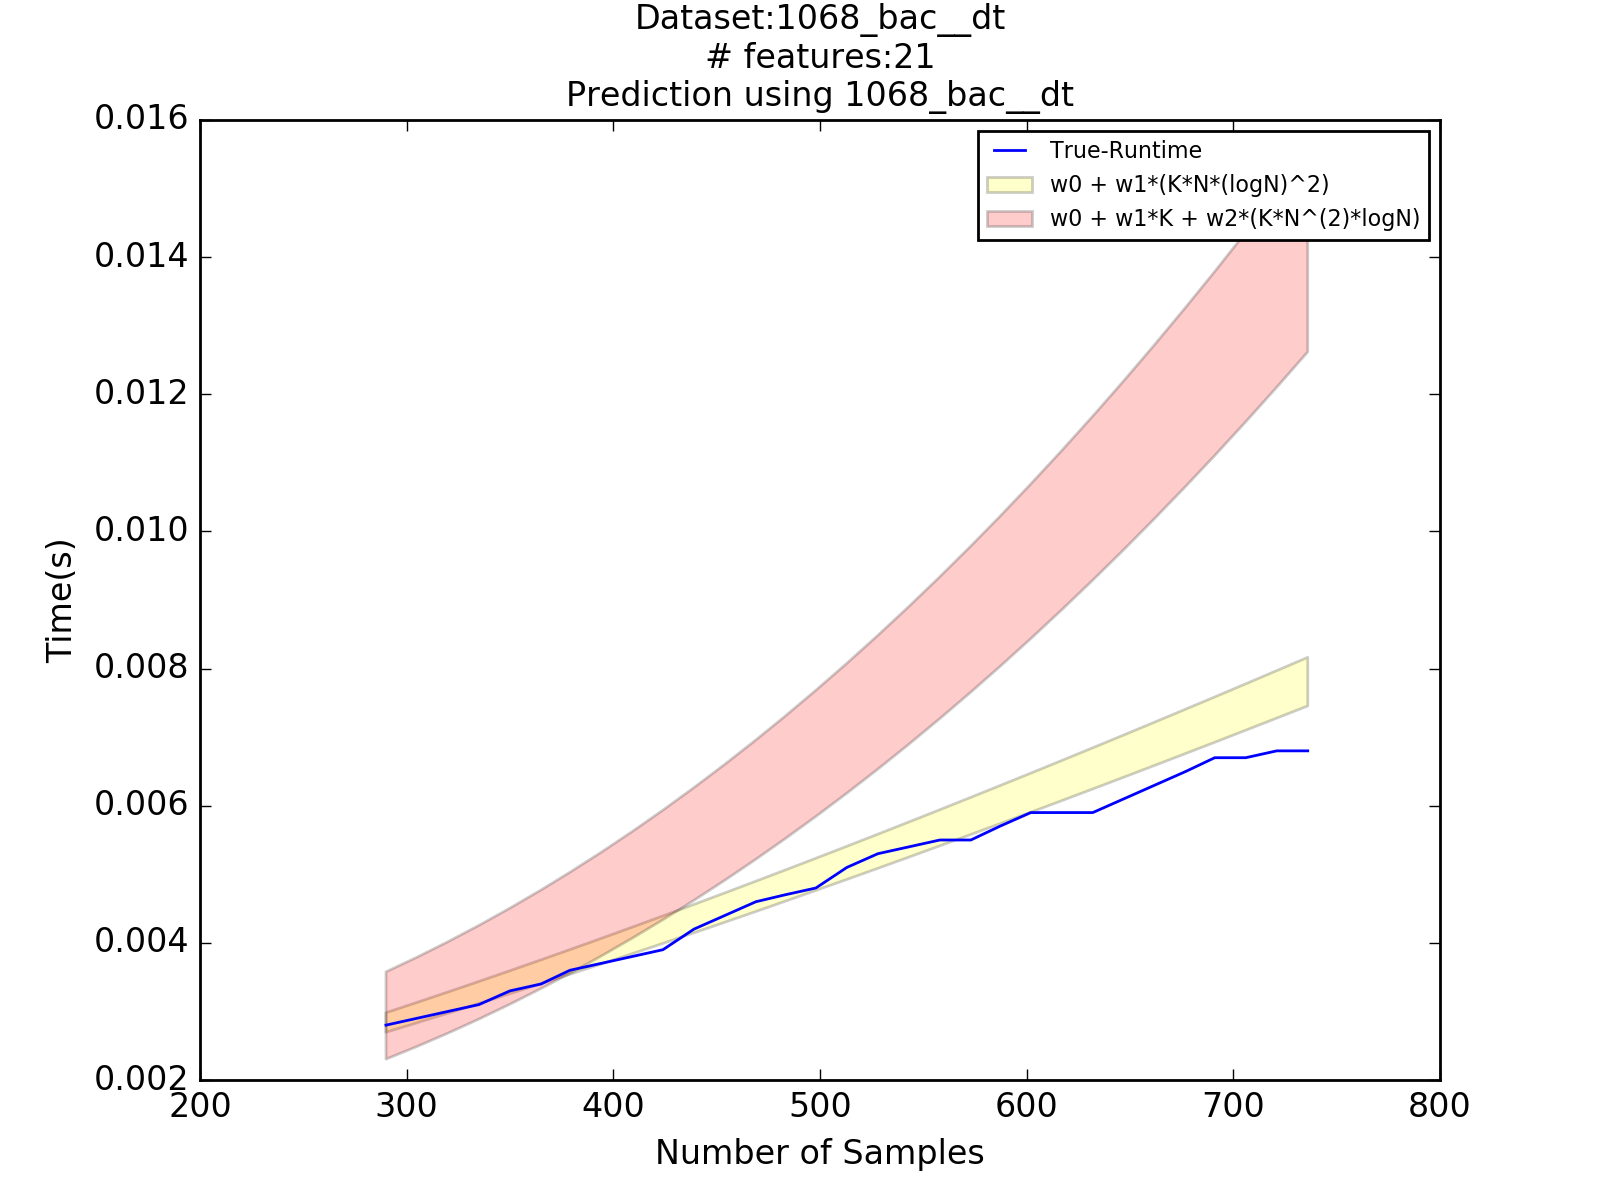 Dataset:1068_bac__dt
# features:21
Prediction using 1068_bac__dt
0.016
0.014
0.012
0.010
0.008
0.006
0.004
0.002
Time(s)
True-Runtime
w0 + w1*(K*N*(logN)^2)
w0 + w1*K + w2*(K*N^(2)*logN)
200 300 400 500 600 700 800
Number of Samples